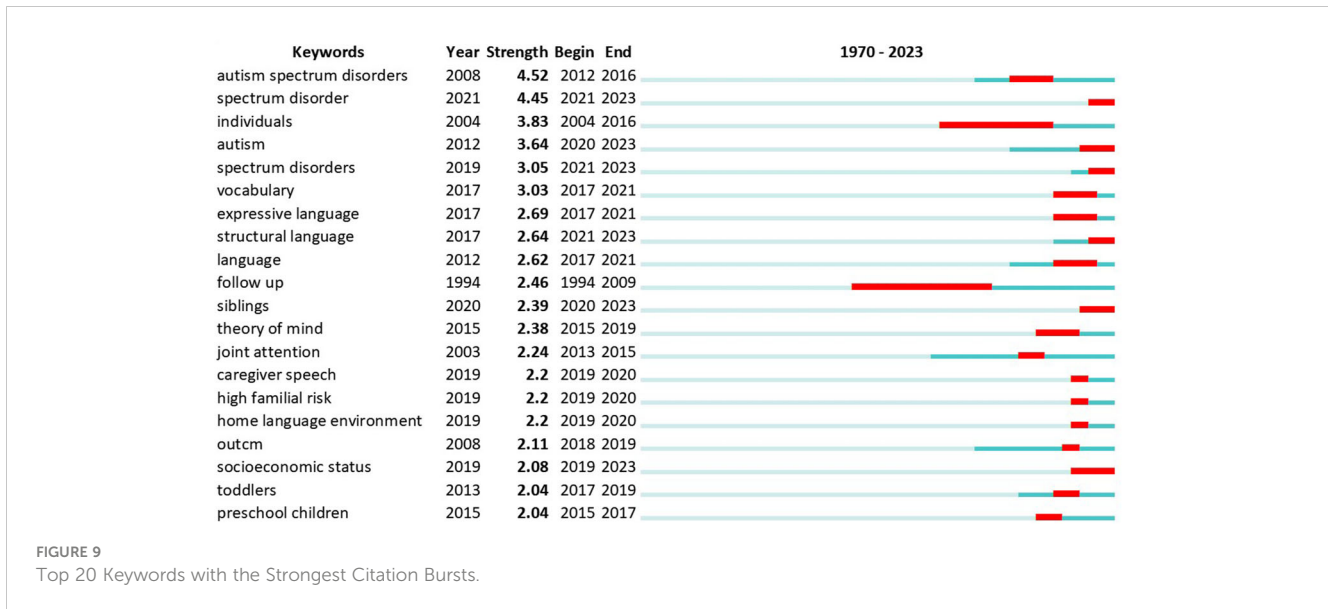 Keywords Year Strength Begin End 1970 - 2023
autism spectrum disorders 2008 4.52 2012 2016
spectrum disorder 2021 4.45 2021 2023
individuals 2004 3.83 2004 2016
autism 2012 3.64 2020 2023
spectrum disorders 2019 3.05 2021 2023
vocabulary 2017 3.03 2017 2021
expressive language 2017 2.69 2017 2021
structural language 2017 2.64 2021 2023
language 2012 2.62 2017 2021
follow up 1994 2.46 1994 2009
siblings 2020 2.39 2020 2023
theory of mind 2015 2.38 2015 2019
joint attention 2003 2.24 2013 2015
caregiver speech 2019 2.2 2019 2020
high familial risk 2019 2.2 2019 2020
home language environment 2019 2.2 2019 2020
outcm 2008 2.11 2018 2019
socioeconomic status 2019 2.08 2019 2023
toddlers 2013 2.04 2017 2019
preschool children 2015 2.04 2015 2017
FIGURE 9
Top 20 Keywords with the Strongest Citation Bursts.